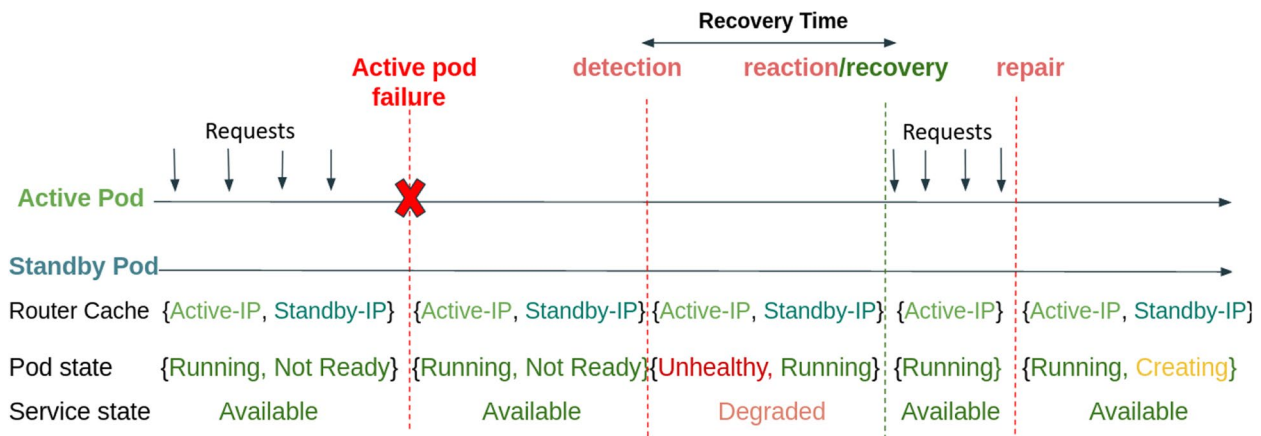 Recovery Time
Active pod
failure
detection
reaction/recovery
repair
Requests
Requests
Active Pod
Standby Pod
Router Cache {Active-IP, Standby-IP} {Active-IP, Standby-IP} {Active-IP, Standby-IP} {Active-IP} {Active-IP, Standby-IP}
Pod state {Running, Not Ready} {Running, Not Ready} {Unhealthy, Running} {Running} {Running, Creating}
Service state Available Available Degraded Available Available